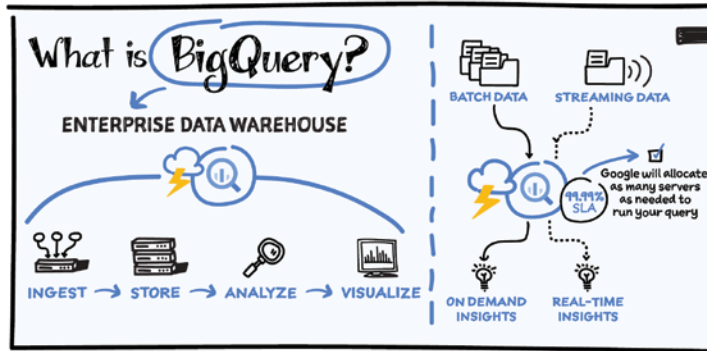 What is BigQuery?
ENTERPRISE DATA WAREHOUSE
INGEST → STORE → ANALYZE → VISUALIZE
BATCH DATA
STREAMING DATA
99.99%
SLA
Google will allocate
as many servers
as needed to
run your query
ON DEMAND
INSIGHTS
REAL-TIME
INSIGHTS